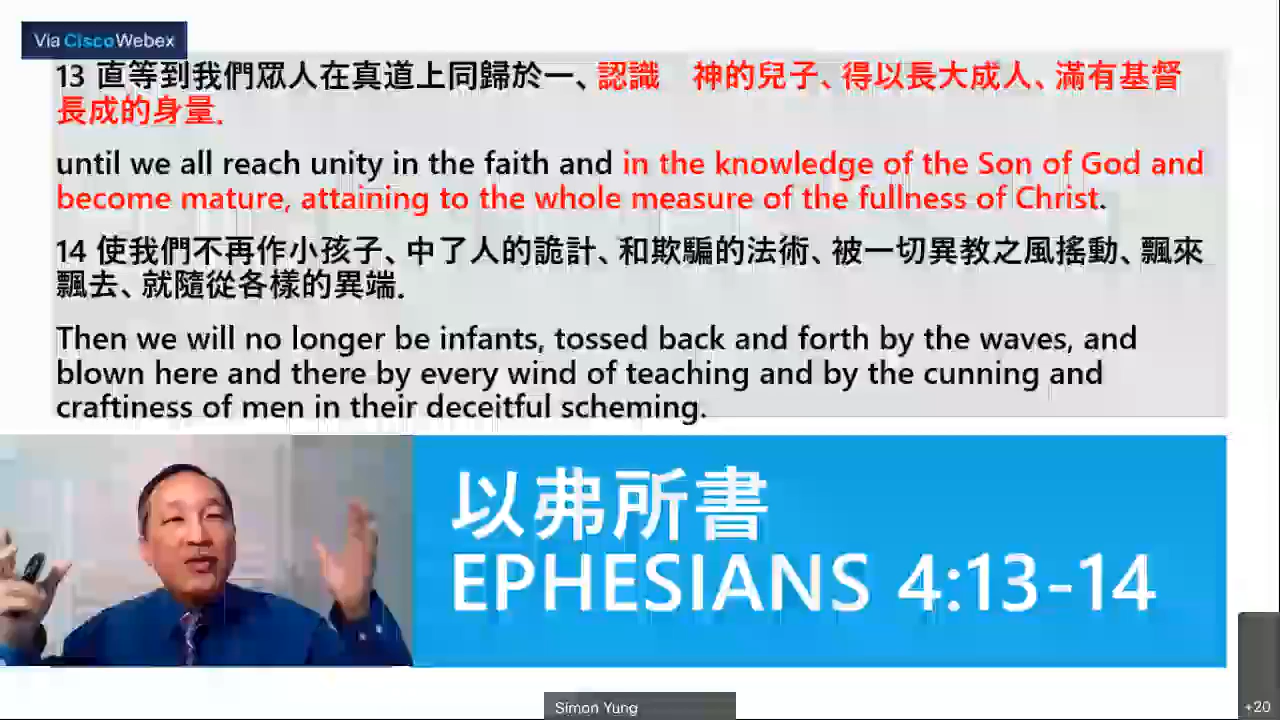 Via Cisco Webex
13 直等到我們眾人在真道上同歸於一、認識　神的兒子、得以長大成人、滿有基督
長成的身量．
until we all reach unity in the faith and in the knowledge of the Son of God and
become mature, attaining to the whole measure of the fullness of Christ.
14 使我們不再作小孩子、中了人的詭計、和欺騙的法術、被一切異教之風搖動、飄來
飄去、就隨從各樣的異端．
Then we will no longer be infants, tossed back and forth by the waves, and
blown here and there by every wind of teaching and by the cunning and
craftiness of men in their deceitful scheming.
以弗所書
EPHESIANS 4:13-14
Simon Yung
+20